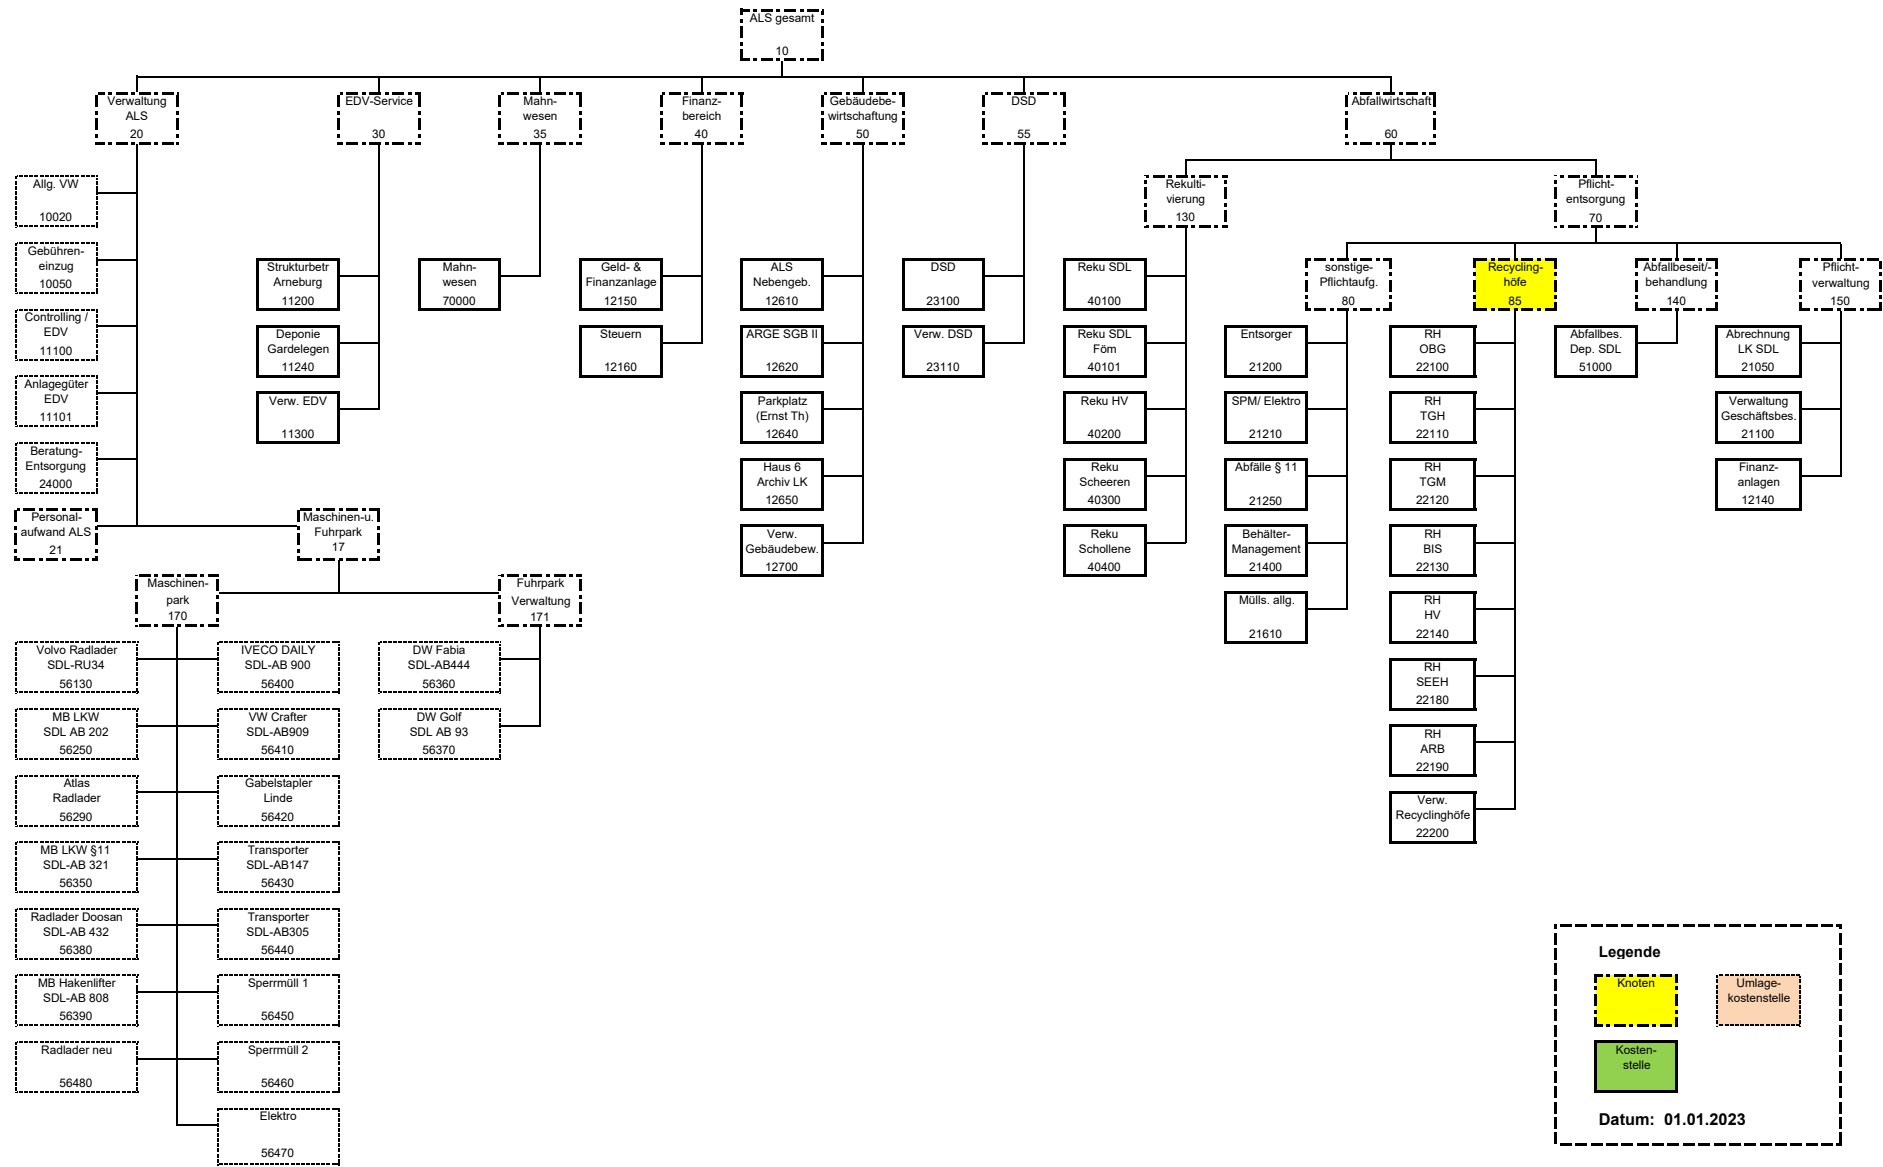 ALS gesamt
10
Verwaltung
ALS
20
EDV-Service
30
Mahn-
wesen
35
Finanz-
bereich
40
Gebäudebe-
wirtschaftung
50
DSD
55
Abfallwirtschaft
60
Rekulti-
vierung
130
Pflicht-
entsorgung
70
sonstige-
Pflichtaufg.
80
Recycling-
höfe
85
Abfallbeseit/-
behandlung
140
Pflicht-
verwaltung
150
Allg. VW
10020
Gebühren-
einzug
10050
Controlling /
EDV
11100
Anlagegüter
EDV
11101
Beratung-
Entsorgung
24000
Personal-
aufwand ALS
21
Maschinen-u.
Fuhrpark
17
Strukturbetr
Arneburg
11200
Deponie
Gardelegen
11240
Verw. EDV
11300
Mahn-
wesen
70000
Geld- &
Finanzanlage
12150
Steuern
12160
ALS
Nebengeb.
12610
ARGE SGB II
12620
Parkplatz
(Ernst Th)
12640
Haus 6
Archiv LK
12650
Verw.
Gebäudebew.
12700
DSD
23100
Verw. DSD
23110
Reku SDL
40100
Reku SDL
Föm
40101
Reku HV
40200
Reku
Scheeren
40300
Reku
Schollene
40400
Entsorger
21200
SPM/ Elektro
21210
Abfälle § 11
21250
Behälter-
Management
21400
Mülls. allg.
21610
RH
OBG
22100
RH
TGH
22110
RH
TGM
22120
RH
BIS
22130
RH
HV
22140
RH
SEEH
22180
RH
ARB
22190
Verw.
Recyclinghöfe
22200
Abfallbes.
Dep. SDL
51000
Abrechnung
LK SDL
21050
Verwaltung
Geschäftsbes.
21100
Finanz-
anlagen
12140
Maschinen-
park
170
Fuhrpark
Verwaltung
171
Volvo Radlader
SDL-RU34
56130
MB LKW
SDL AB 202
56250
Atlas
Radlader
56290
MB LKW §11
SDL-AB 321
56350
Radlader Doosan
SDL-AB 432
56380
MB Hakenlifter
SDL-AB 808
56390
Radlader neu
56480
IVECO DAILY
SDL-AB 900
56400
VW Crafter
SDL-AB909
56410
Gabelstapler
Linde
56420
Transporter
SDL-AB147
56430
Transporter
SDL-AB305
56440
Sperrmüll 1
56450
Sperrmüll 2
56460
Elektro
56470
DW Fabia
SDL-AB444
56360
DW Golf
SDL AB 93
56370
Legende
Knoten
Umlage-
kostenstelle
Kosten-
stelle
Datum: 01.01.2023